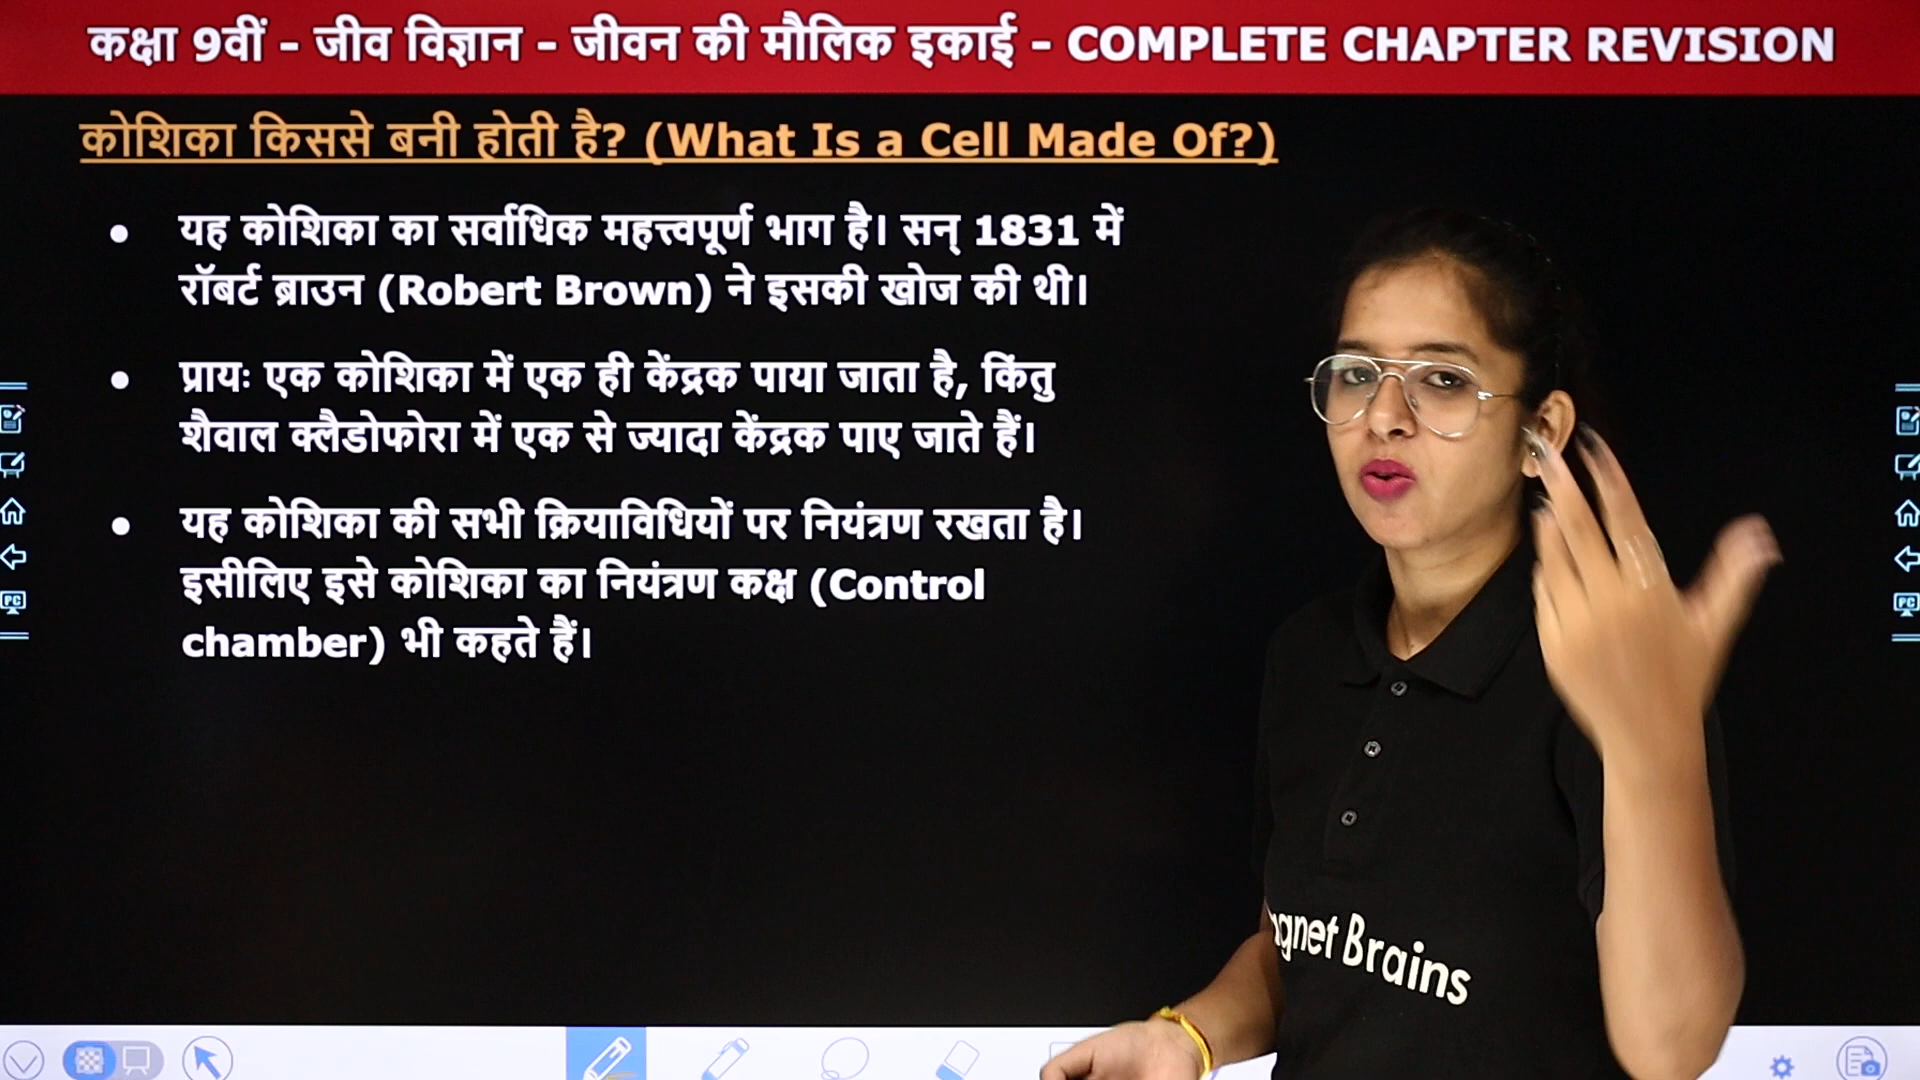 कक्षा 9वीं - जीव विज्ञान - जीवन की मौलिक इकाई - COMPLETE CHAPTER REVISION
कोशिका किससे बनी होती है? (What Is a Cell Made Of?)
● यह कोशिका का सर्वाधिक महत्त्वपूर्ण भाग है। सन् 1831 में
रॉबर्ट ब्राउन (Robert Brown) ने इसकी खोज की थी।
● प्रायः एक कोशिका में एक ही केंद्रक पाया जाता है, किंतु
शैवाल क्लैडोफोरा में एक से ज्यादा केंद्रक पाए जाते हैं।
● यह कोशिका की सभी क्रियाविधियों पर नियंत्रण रखता है।
इसीलिए इसे कोशिका का नियंत्रण कक्ष (Control
chamber) भी कहते हैं।
PC
PC
gnet Brains